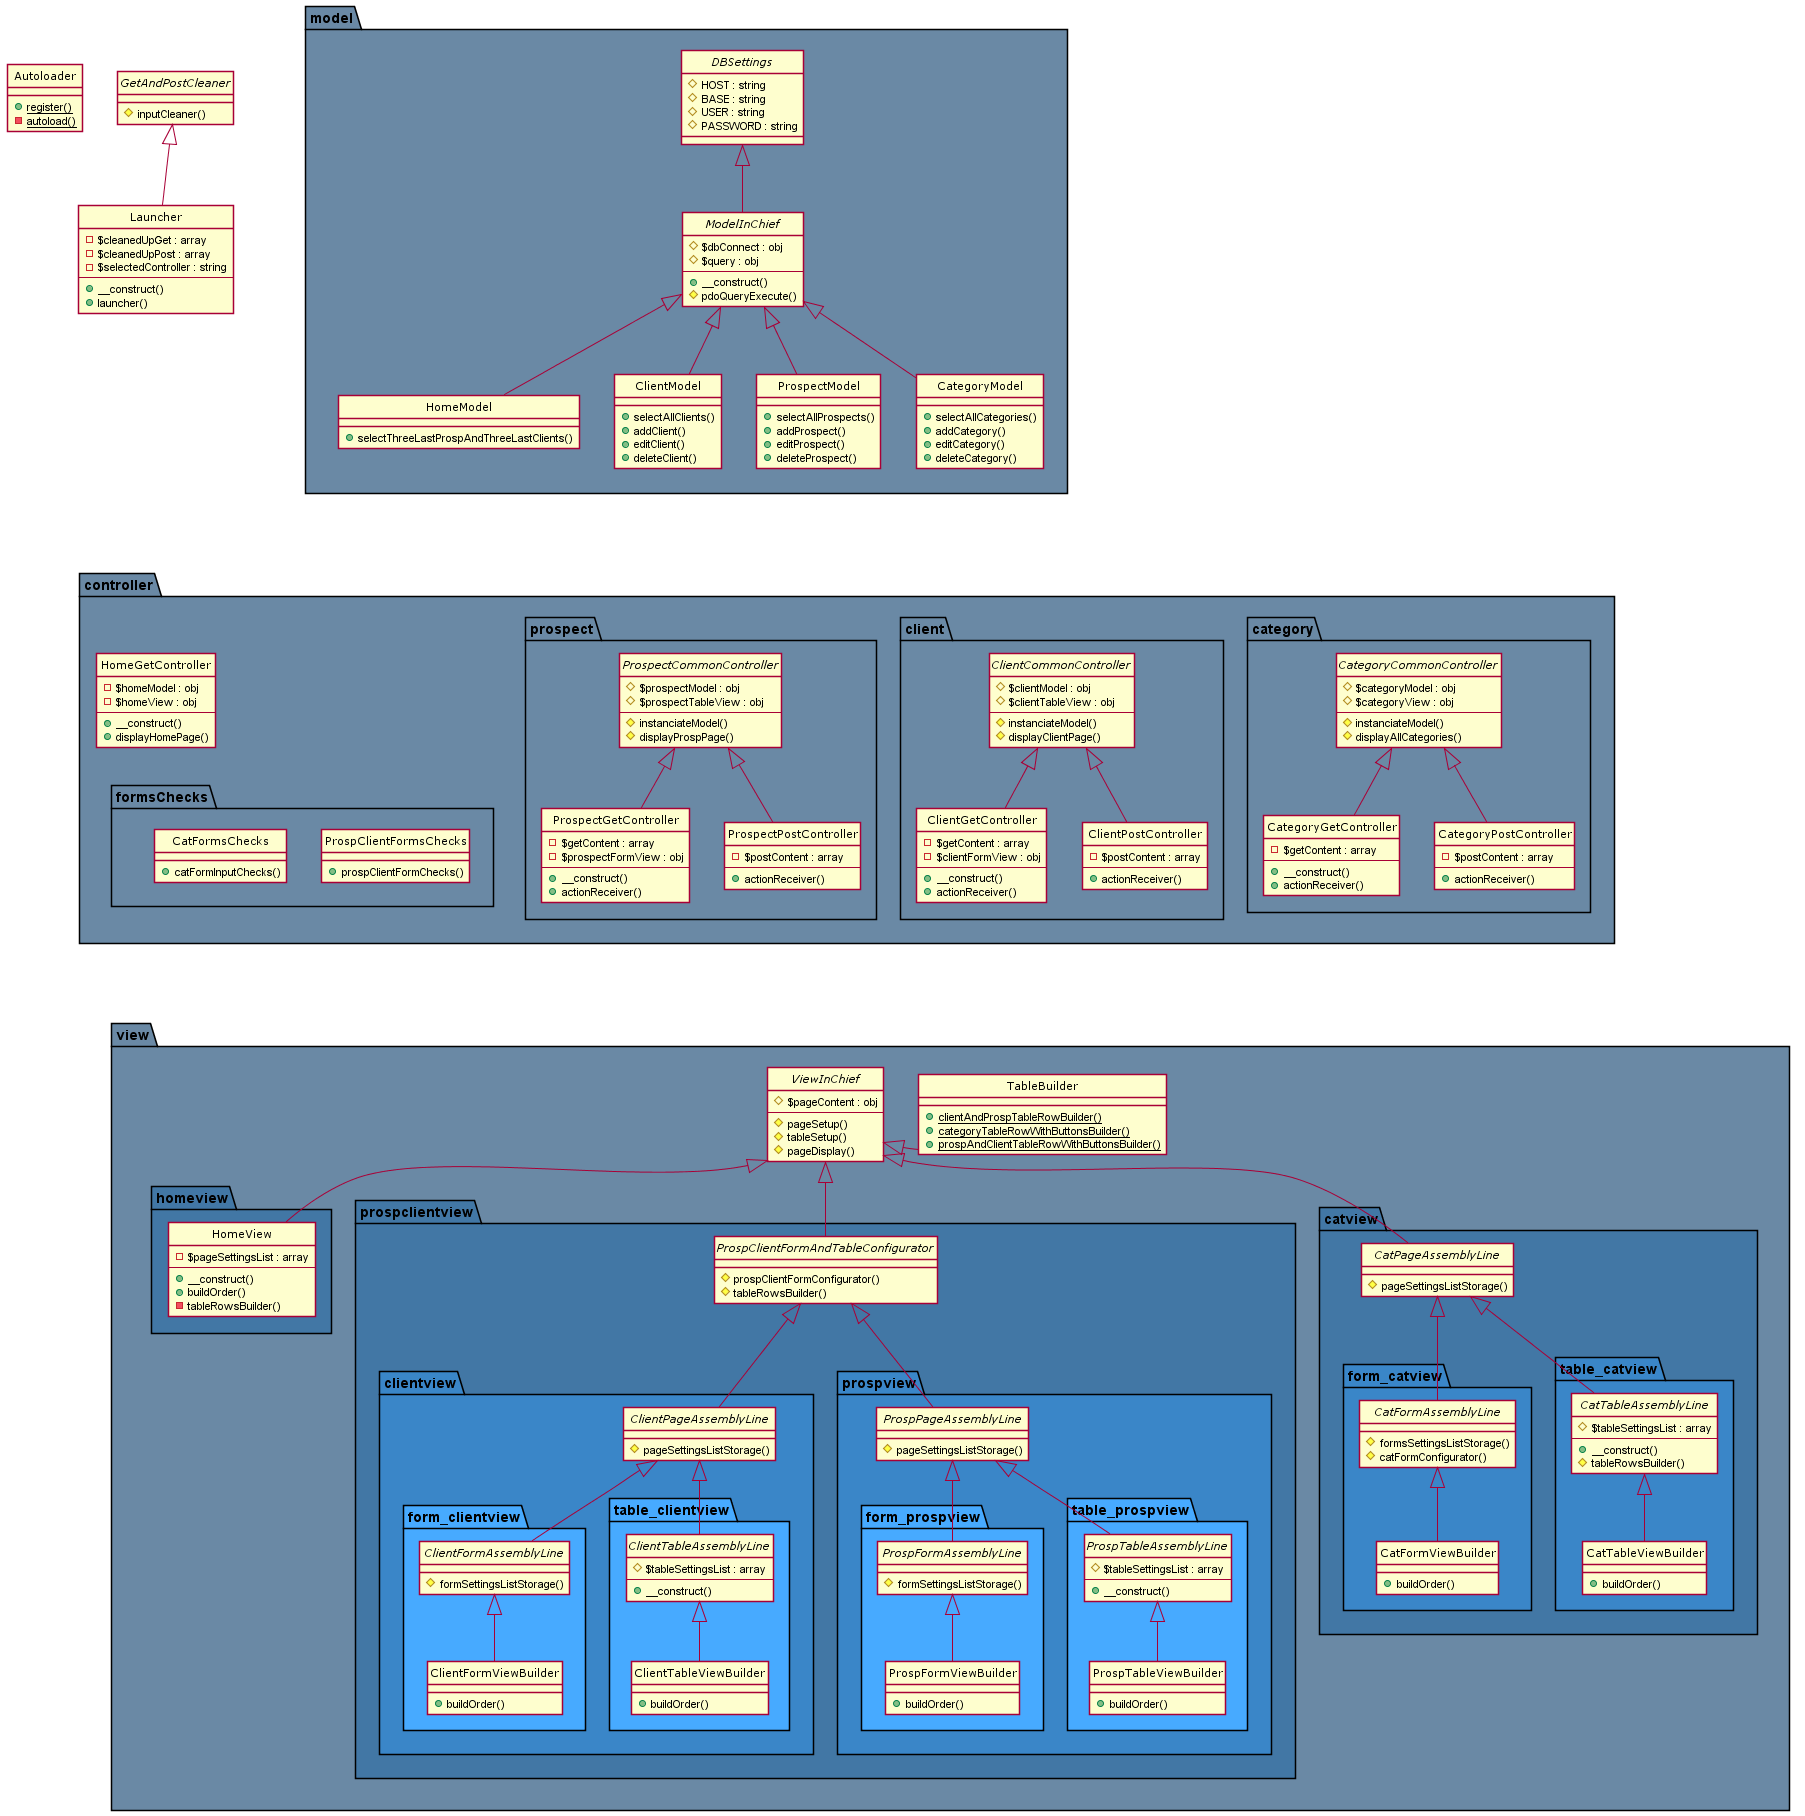 model
Autoloader
register()
autoload()
GetAndPostCleaner
inputCleaner()
Launcher
$cleanedUpGet : array
$cleanedUpPost : array
$selectedController : string
__construct()
launcher()
DBSettings
HOST : string
BASE : string
USER : string
PASSWORD : string
ModelInChief
$dbConnect : obj
$query : obj
__construct()
pdoQueryExecute()
HomeModel
selectThreeLastProspAndThreeLastClients()
ClientModel
selectAllClients()
addClient()
editClient()
deleteClient()
ProspectModel
selectAllProspects()
addProspect()
editProspect()
deleteProspect()
CategoryModel
selectAllCategories()
addCategory()
editCategory()
deleteCategory()
controller
HomeGetController
$homeModel : obj
$homeView : obj
__construct()
displayHomePage()
formsChecks
CatFormsChecks
catFormInputChecks()
ProspClientFormsChecks
prospClientFormChecks()
prospect
ProspectCommonController
$prospectModel : obj
$prospectTableView : obj
instanciateModel()
displayProspPage()
ProspectGetController
$getContent : array
$prospectFormView : obj
__construct()
actionReceiver()
ProspectPostController
$postContent : array
actionReceiver()
client
ClientCommonController
$clientModel : obj
$clientTableView : obj
instanciateModel()
displayClientPage()
ClientGetController
$getContent : array
$clientFormView : obj
__construct()
actionReceiver()
ClientPostController
$postContent : array
actionReceiver()
category
CategoryCommonController
$categoryModel : obj
$categoryView : obj
instanciateModel()
displayAllCategories()
CategoryGetController
$getContent : array
__construct()
actionReceiver()
CategoryPostController
$postContent : array
actionReceiver()
view
ViewInChief
$pageContent : obj
pageSetup()
tableSetup()
pageDisplay()
TableBuilder
clientAndProspTableRowBuilder()
categoryTableRowWithButtonsBuilder()
prospAndClientTableRowWithButtonsBuilder()
homeview
HomeView
$pageSettingsList : array
__construct()
buildOrder()
tableRowsBuilder()
prospclientview
ProspClientFormAndTableConfigurator
prospClientFormConfigurator()
tableRowsBuilder()
clientview
ClientPageAssemblyLine
pageSettingsListStorage()
form_clientview
ClientFormAssemblyLine
formSettingsListStorage()
ClientFormViewBuilder
buildOrder()
table_clientview
ClientTableAssemblyLine
$tableSettingsList : array
__construct()
ClientTableViewBuilder
buildOrder()
prospview
ProspPageAssemblyLine
pageSettingsListStorage()
form_prospview
ProspFormAssemblyLine
formSettingsListStorage()
ProspFormViewBuilder
buildOrder()
table_prospview
ProspTableAssemblyLine
$tableSettingsList : array
__construct()
ProspTableViewBuilder
buildOrder()
catview
CatPageAssemblyLine
pageSettingsListStorage()
form_catview
CatFormAssemblyLine
formsSettingsListStorage()
catFormConfigurator()
CatFormViewBuilder
buildOrder()
table_catview
CatTableAssemblyLine
$tableSettingsList : array
__construct()
tableRowsBuilder()
CatTableViewBuilder
buildOrder()